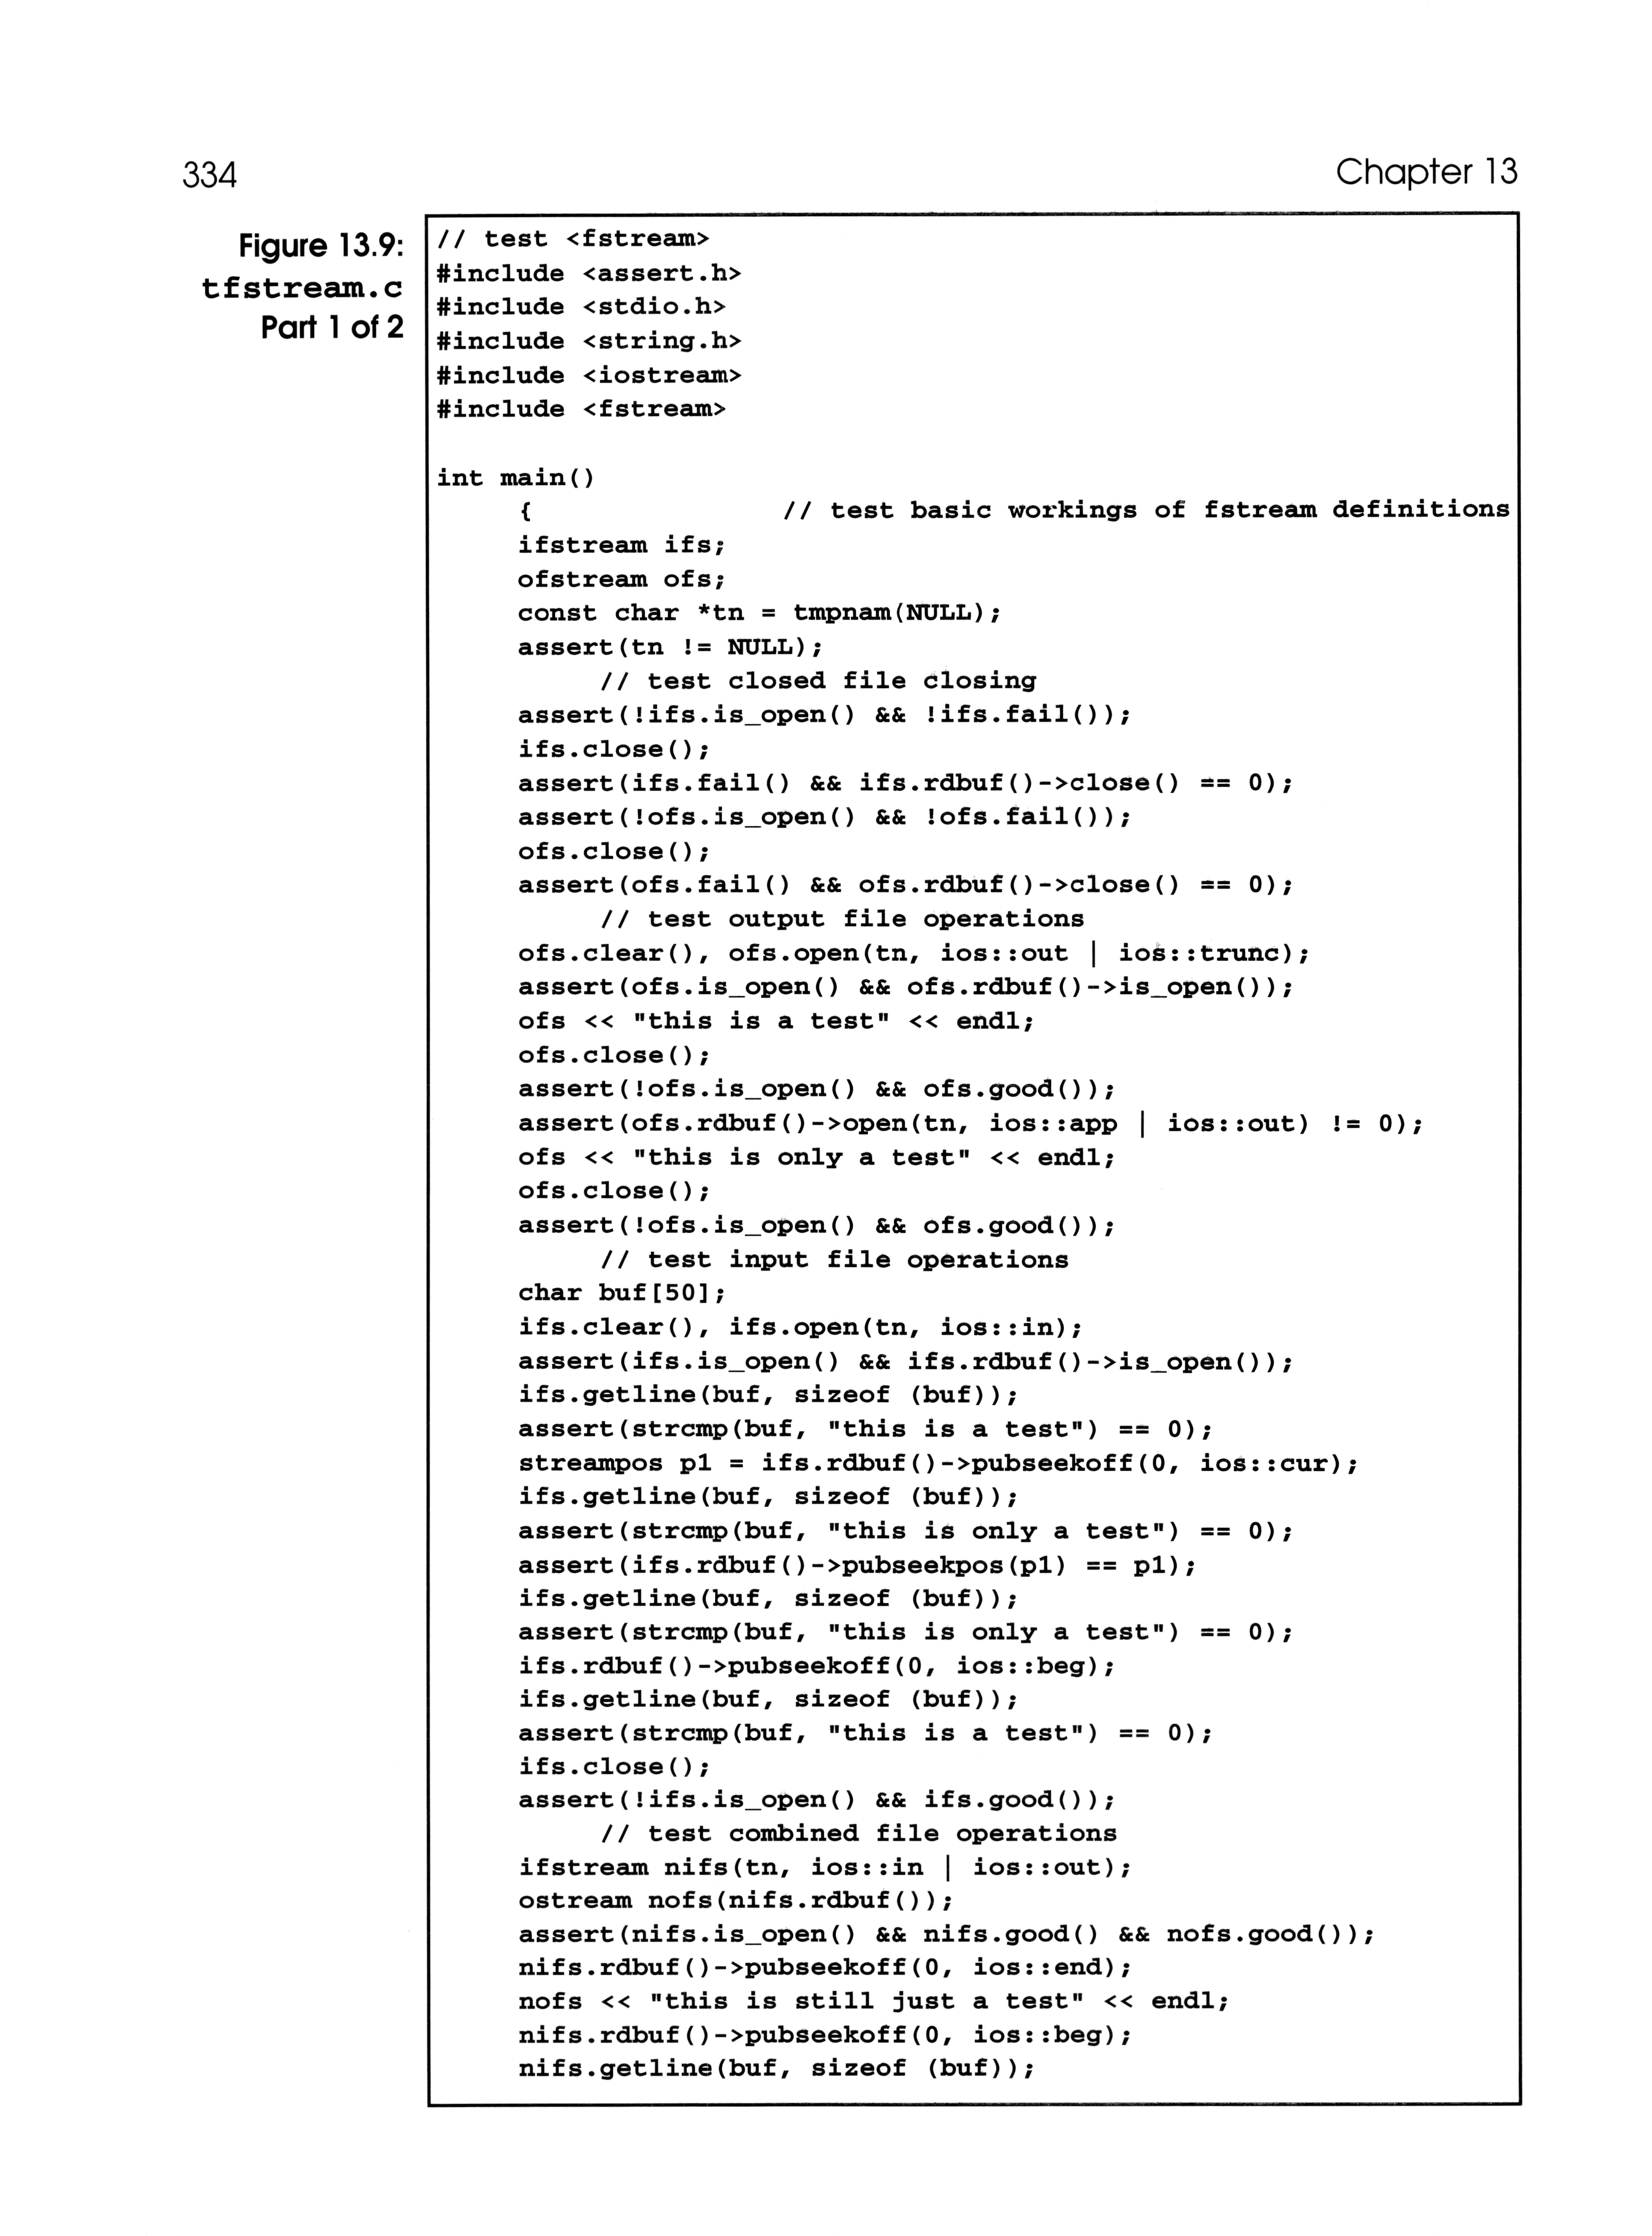 334
Chapter 13
Figure 13.9:
tfstream.c
Part 1 of 2
// test <fstream>
#include <assert.h>
#include <stdio.h>
#include <string.h>
#include <iostream>
#include <fstream>

int main()
     {                // test basic workings of fstream definitions
     ifstream ifs;
     ofstream ofs;
     const char *tn = tmpnam(NULL);
     assert(tn != NULL);
          // test closed file closing
     assert(!ifs.is_open() && !ifs.fail());
     ifs.close();
     assert(ifs.fail() && ifs.rdbuf()->close() == 0);
     assert(!ofs.is_open() && !ofs.fail());
     ofs.close();
     assert(ofs.fail() && ofs.rdbuf()->close() == 0);
          // test output file operations
     ofs.clear(), ofs.open(tn, ios::out | ios::trunc);
     assert(ofs.is_open() && ofs.rdbuf()->is_open());
     ofs << "this is a test" << endl;
     ofs.close();
     assert(!ofs.is_open() && ofs.good());
     assert(ofs.rdbuf()->open(tn, ios::app | ios::out) != 0);
     ofs << "this is only a test" << endl;
     ofs.close();
     assert(!ofs.is_open() && ofs.good());
          // test input file operations
     char buf[50];
     ifs.clear(), ifs.open(tn, ios::in);
     assert(ifs.is_open() && ifs.rdbuf()->is_open());
     ifs.getline(buf, sizeof (buf));
     assert(strcmp(buf, "this is a test") == 0);
     streampos p1 = ifs.rdbuf()->pubseekoff(0, ios::cur);
     ifs.getline(buf, sizeof (buf));
     assert(strcmp(buf, "this is only a test") == 0);
     assert(ifs.rdbuf()->pubseekpos(p1) == p1);
     ifs.getline(buf, sizeof (buf));
     assert(strcmp(buf, "this is only a test") == 0);
     ifs.rdbuf()->pubseekoff(0, ios::beg);
     ifs.getline(buf, sizeof (buf));
     assert(strcmp(buf, "this is a test") == 0);
     ifs.close();
     assert(!ifs.is_open() && ifs.good());
          // test combined file operations
     ifstream nifs(tn, ios::in | ios::out);
     ostream nofs(nifs.rdbuf());
     assert(nifs.is_open() && nifs.good() && nofs.good());
     nifs.rdbuf()->pubseekoff(0, ios::end);
     nofs << "this is still just a test" << endl;
     nifs.rdbuf()->pubseekoff(0, ios::beg);
     nifs.getline(buf, sizeof (buf));